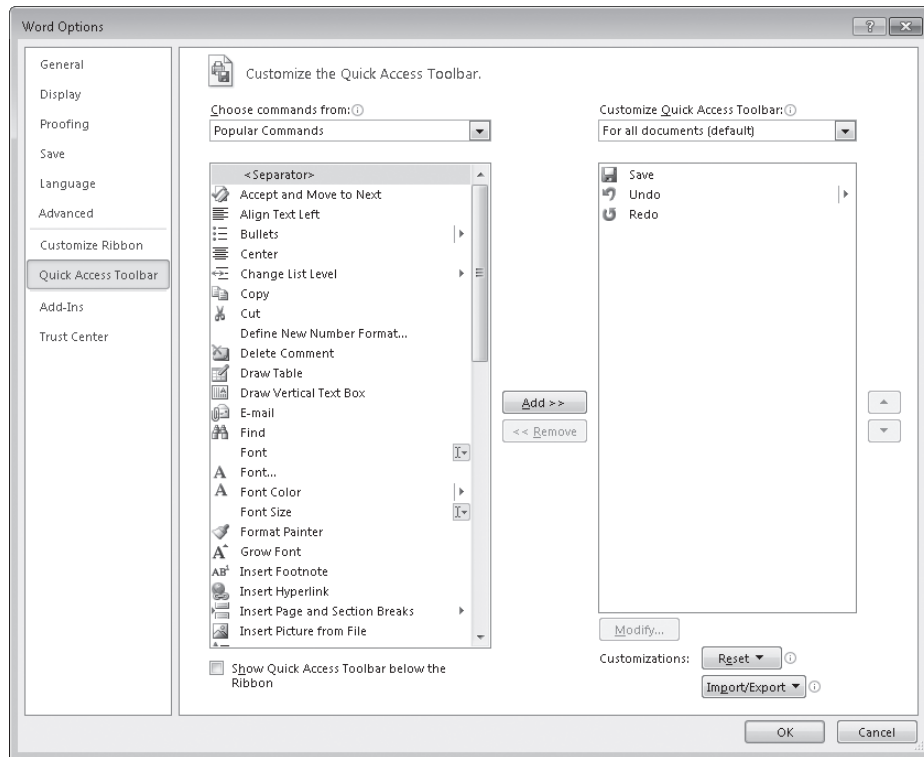 Word Options
General
Display
Proofing
Save
Language
Advanced
Customize Ribbon
Quick Access Toolbar
Add-Ins
Trust Center
Customize the Quick Access Toolbar.
Choose commands from:
Popular Commands
<Separator>
Accept and Move to Next
Align Text Left
Bullets
Center
Change List Level
Copy
Cut
Define New Number Format...
Delete Comment
Draw Table
Draw Vertical Text Box
E-mail
Find
Font
Font...
Font Color
Font Size
Format Painter
Grow Font
Insert Footnote
Insert Hyperlink
Insert Page and Section Breaks
Insert Picture from File
Show Quick Access Toolbar below the
Ribbon
Add >>
<< Remove
Customize Quick Access Toolbar:
For all documents (default)
Save
Undo
Redo
Modify...
Customizations:
Reset
Import/Export
OK
Cancel